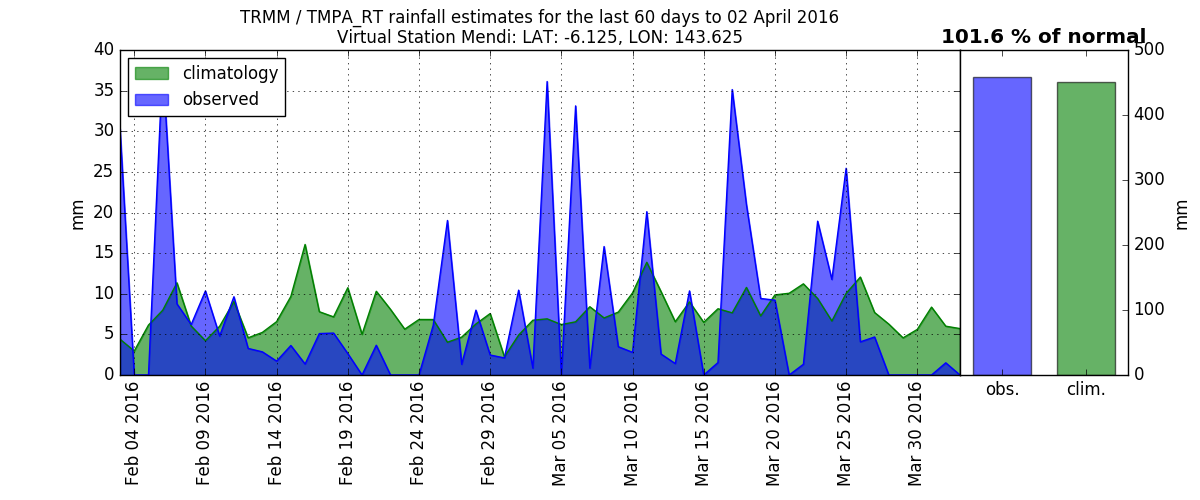 TRMM / TMPA_RT rainfall estimates for the last 60 days to 02 April 2016
Virtual Station Mendi: LAT: -6.125, LON: 143.625
101.6 % of normal
climatology
observed
40
35
30
25
20
15
10
5
0
mm
Feb 04 2016
Feb 09 2016
Feb 14 2016
Feb 19 2016
Feb 24 2016
Feb 29 2016
Mar 05 2016
Mar 10 2016
Mar 15 2016
Mar 20 2016
Mar 25 2016
Mar 30 2016
500
400
300
200
100
0
mm
obs.
clim.